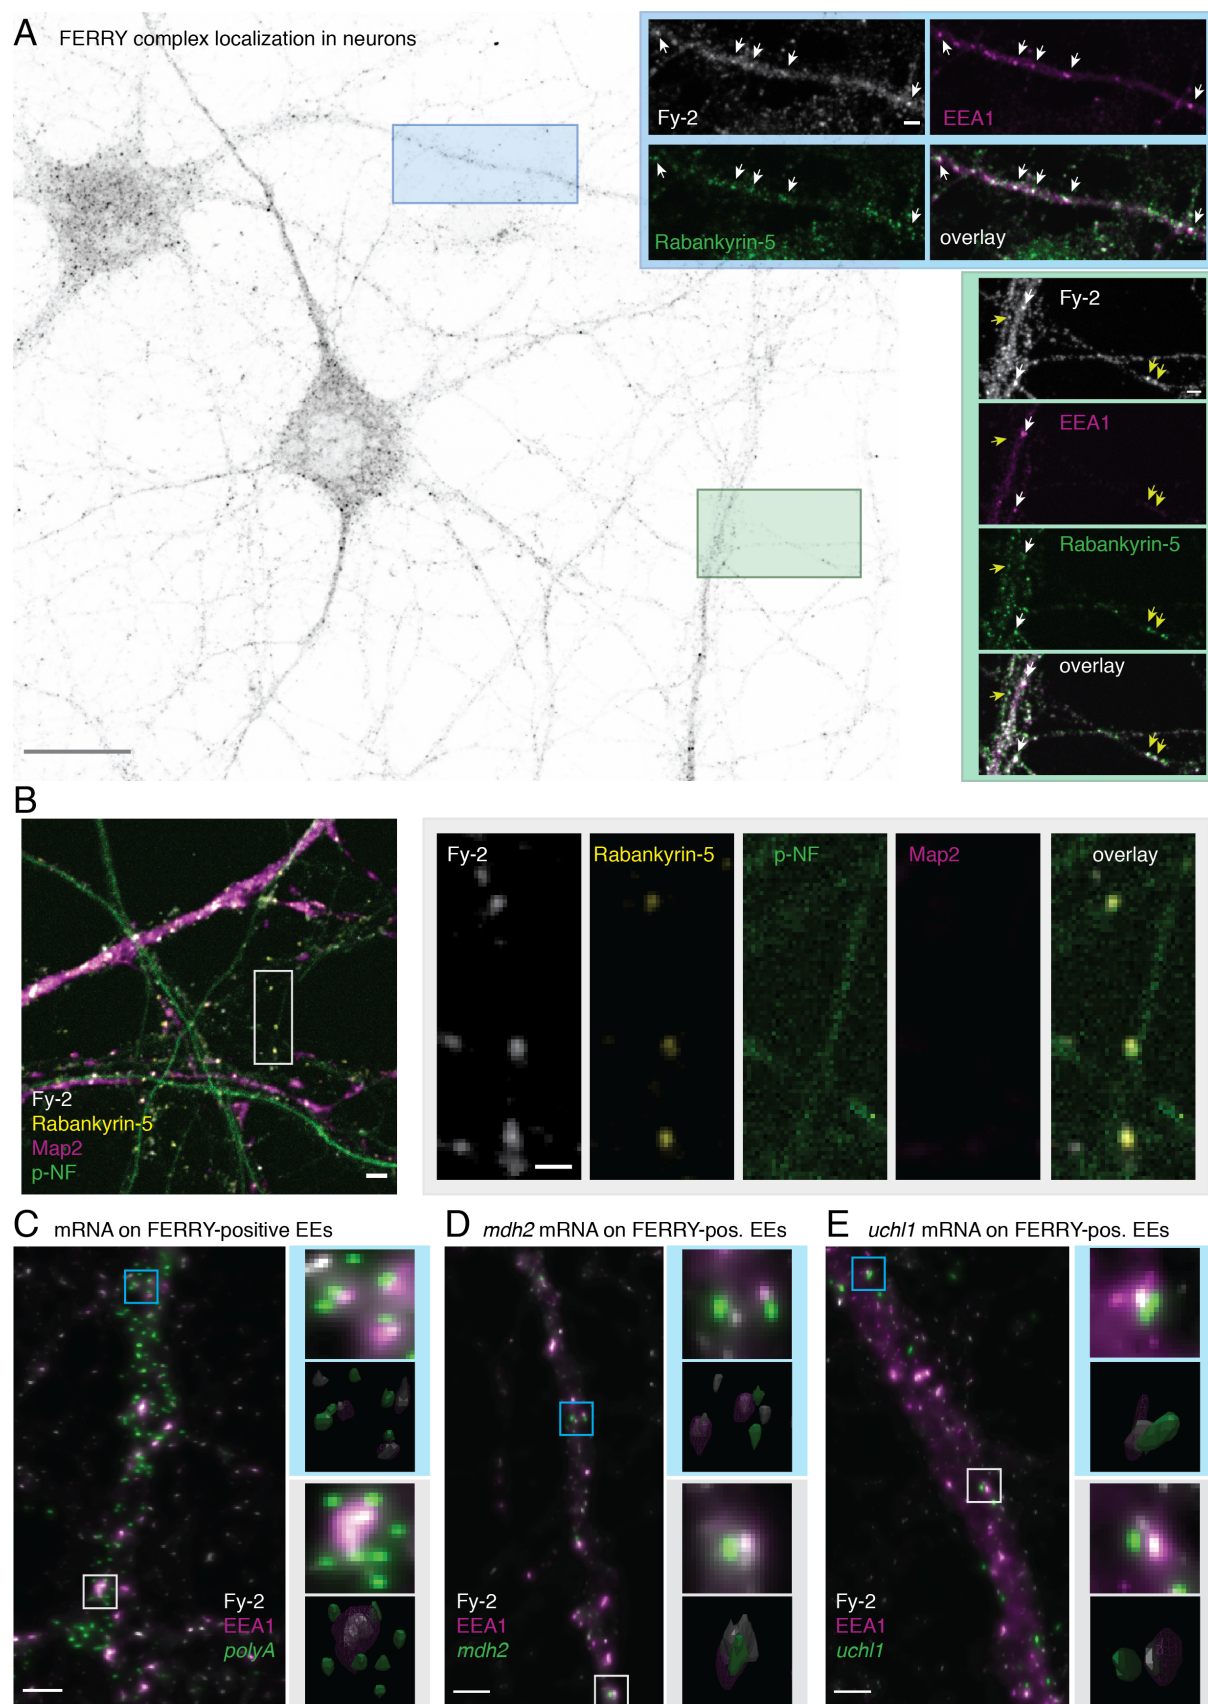 A FERRY complex localization in neurons
Fy-2
EEA1
Rabankyrin-5
overlay
Fy-2
EEA1
Rabankyrin-5
overlay
B
Fy-2
Rabankyrin-5
Map2
p-NF
Fy-2
Rabankyrin-5
p-NF
Map2
overlay
C mRNA on FERRY-positive EEs
Fy-2
EEA1
polyA
D mdh2 mRNA on FERRY-pos. EEs
Fy-2
EEA1
mdh2
E uchl1 mRNA on FERRY-pos. EEs
Fy-2
EEA1
uchl1